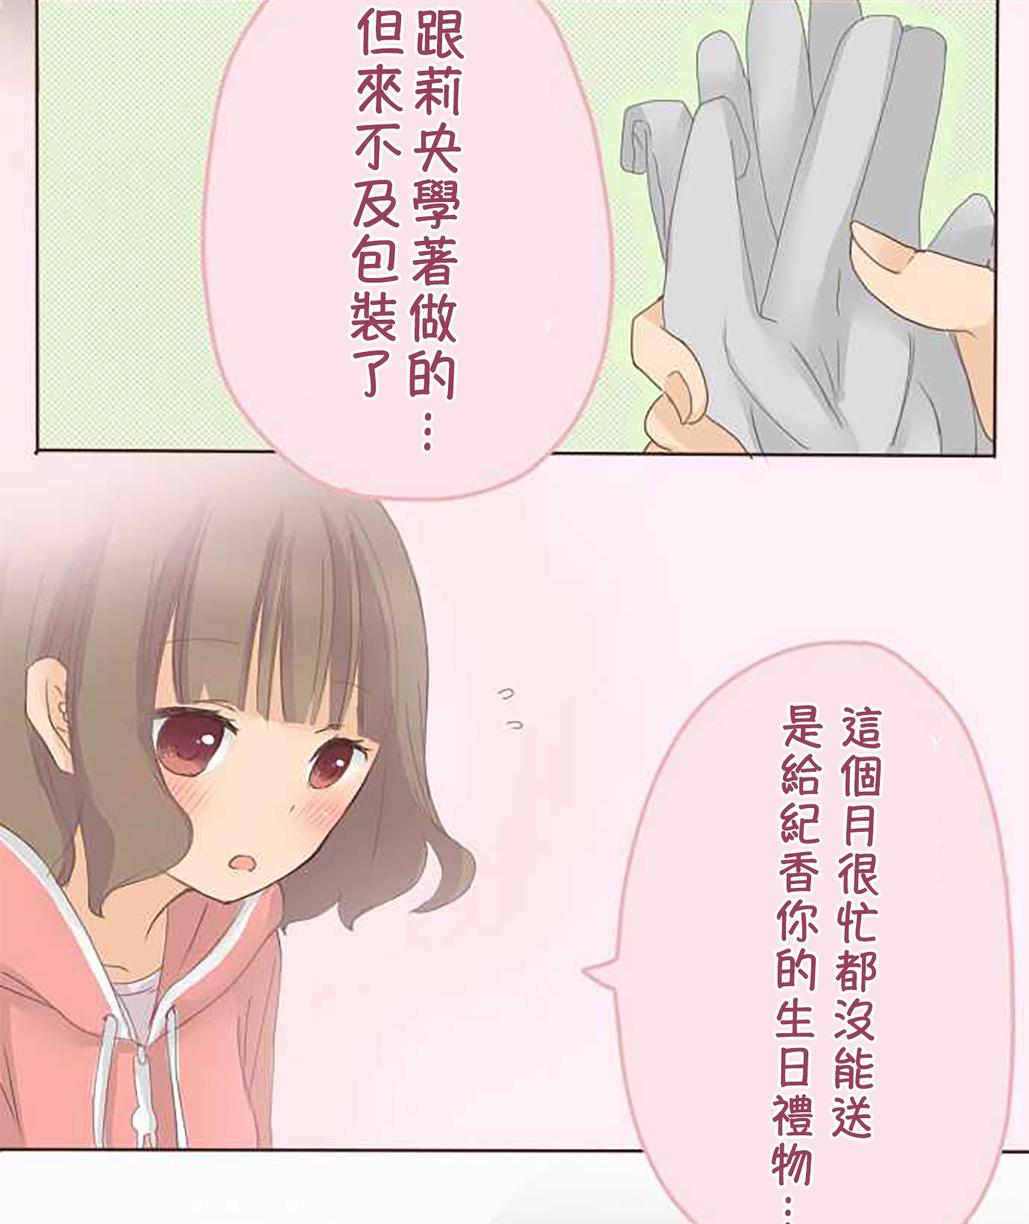 跟莉央學著做的…
但來不及包裝了
這個月很忙都沒能送
是給紀香你的生日禮物…